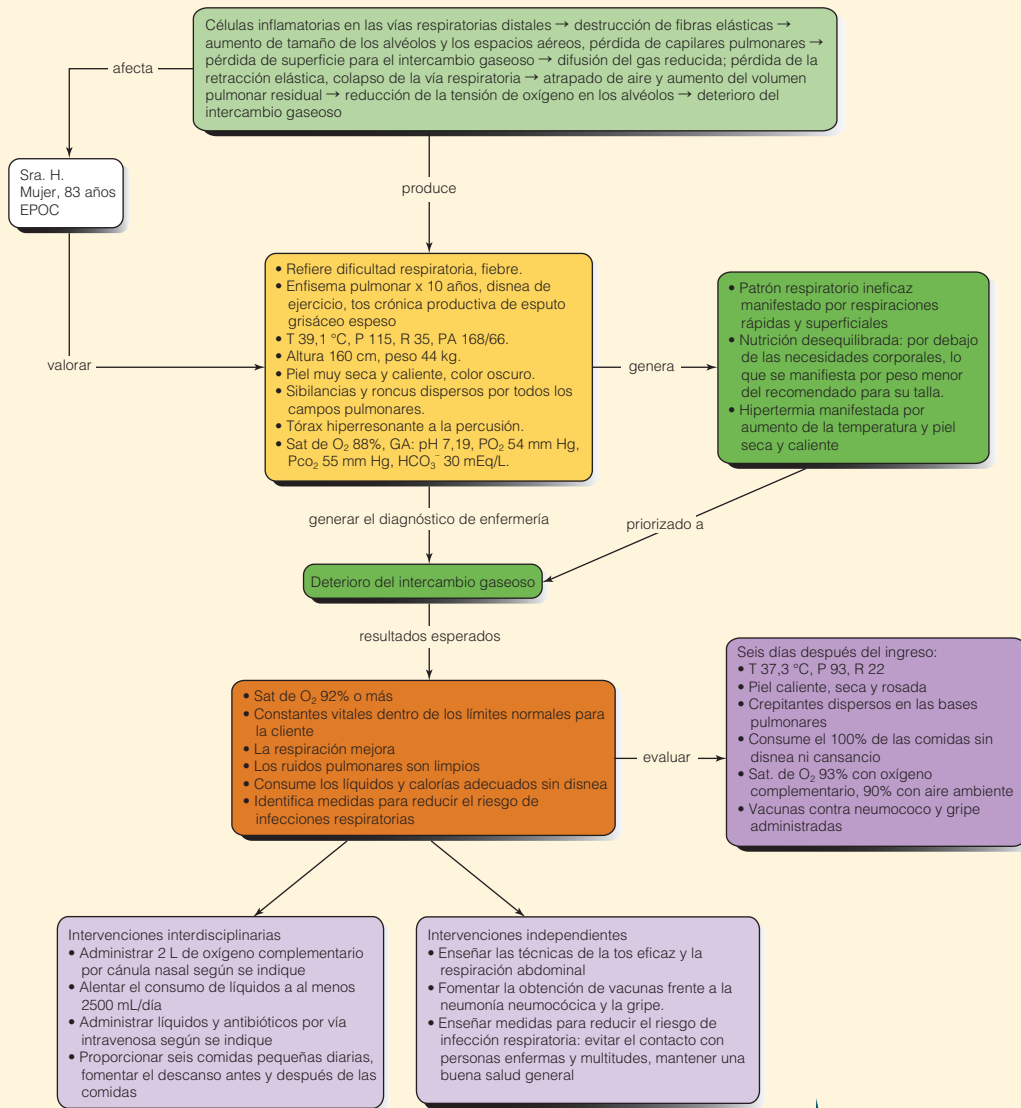 Células inflamatorias en las vías respiratorias distales → destrucción de fibras elásticas →
aumento de tamaño de los alvéolos y los espacios aéreos, pérdida de capilares pulmonares →
pérdida de superficie para el intercambio gaseoso → difusión del gas reducida; pérdida de la
retracción elástica, colapso de la vía respiratoria → atrapado de aire y aumento del volumen
pulmonar residual → reducción de la tensión de oxígeno en los alvéolos → deterioro del
intercambio gaseoso
afecta
Sra. H.
Mujer, 83 años
EPOC
produce
valorar
• Refiere dificultad respiratoria, fiebre.
• Enfisema pulmonar x 10 años, disnea de
ejercicio, tos crónica productiva de esputo
grisáceo espeso
• T 39,1 °C, P 115, R 35, PA 168/66.
• Altura 160 cm, peso 44 kg.
• Piel muy seca y caliente, color oscuro.
• Sibilancias y roncus dispersos por todos los
campos pulmonares.
• Tórax hiperresonante a la percusión.
• Sat de O₂ 88%, GA: pH 7,19, PO₂ 54 mm Hg,
Pco₂ 55 mm Hg, HCO₃⁻ 30 mEq/L.
genera
• Patrón respiratorio ineficaz
manifestado por respiraciones
rápidas y superficiales
• Nutrición desequilibrada: por debajo
de las necesidades corporales, lo
que se manifiesta por peso menor
del recomendado para su talla.
• Hipertermia manifestada por
aumento de la temperatura y piel
seca y caliente
generar el diagnóstico de enfermería
priorizado a
Deterioro del intercambio gaseoso
resultados esperados
• Sat de O₂ 92% o más
• Constantes vitales dentro de los límites normales para
la cliente
• La respiración mejora
• Los ruidos pulmonares son limpios
• Consume los líquidos y calorías adecuados sin disnea
• Identifica medidas para reducir el riesgo de
infecciones respiratorias
evaluar
Seis días después del ingreso:
• T 37,3 °C, P 93, R 22
• Piel caliente, seca y rosada
• Crepitantes dispersos en las bases
pulmonares
• Consume el 100% de las comidas sin
disnea ni cansancio
• Sat. de O₂ 93% con oxígeno
complementario, 90% con aire ambiente
• Vacunas contra neumococo y gripe
administradas
Intervenciones interdisciplinarias
• Administrar 2 L de oxígeno complementario
por cánula nasal según se indique
• Alentar el consumo de líquidos a al menos
2500 mL/día
• Administrar líquidos y antibióticos por vía
intravenosa según se indique
• Proporcionar seis comidas pequeñas diarias,
fomentar el descanso antes y después de las
comidas
Intervenciones independientes
• Enseñar las técnicas de la tos eficaz y la
respiración abdominal
• Fomentar la obtención de vacunas frente a la
neumonía neumocócica y la gripe.
• Enseñar medidas para reducir el riesgo de
infección respiratoria: evitar el contacto con
personas enfermas y multitudes, mantener una
buena salud general